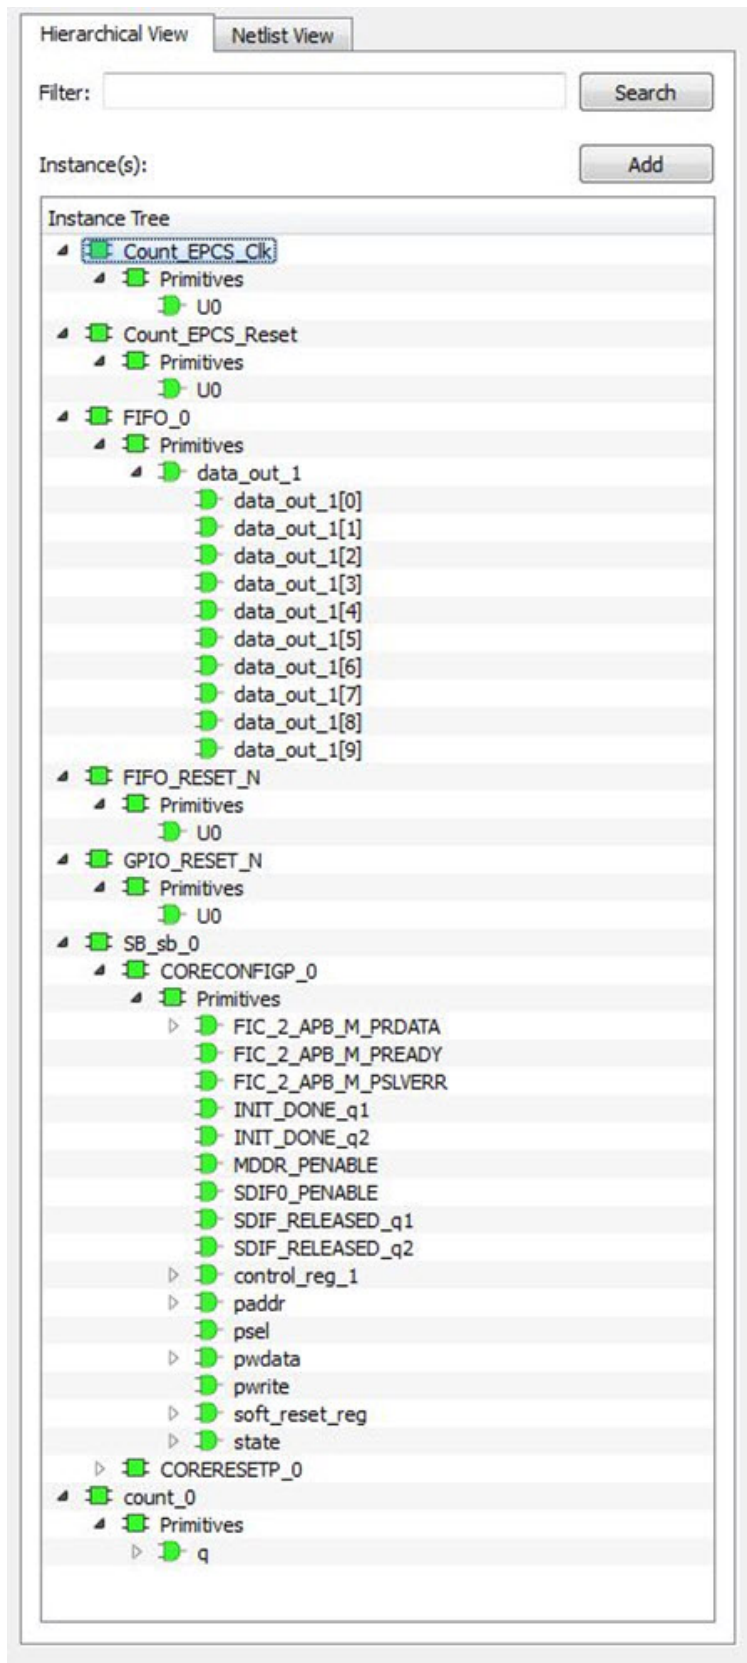 Hierarchical View
Netlist View
Filter:
Search
Instance(s):
Add
Instance Tree
Count_EPCS_Clk
Primitives
U0
Count_EPCS_Reset
Primitives
U0
FIFO_0
Primitives
data_out_1
data_out_1[0]
data_out_1[1]
data_out_1[2]
data_out_1[3]
data_out_1[4]
data_out_1[5]
data_out_1[6]
data_out_1[7]
data_out_1[8]
data_out_1[9]
FIFO_RESET_N
Primitives
U0
GPIO_RESET_N
Primitives
U0
SB_sb_0
CORECONFIGP_0
Primitives
FIC_2_APB_M_PRDATA
FIC_2_APB_M_PREADY
FIC_2_APB_M_PSLVERR
INIT_DONE_q1
INIT_DONE_q2
MDDR_PENABLE
SDIF0_PENABLE
SDIF_RELEASED_q1
SDIF_RELEASED_q2
control_reg_1
paddr
psel
pwdata
pwrite
soft_reset_reg
state
CORERESETP_0
count_0
Primitives
q